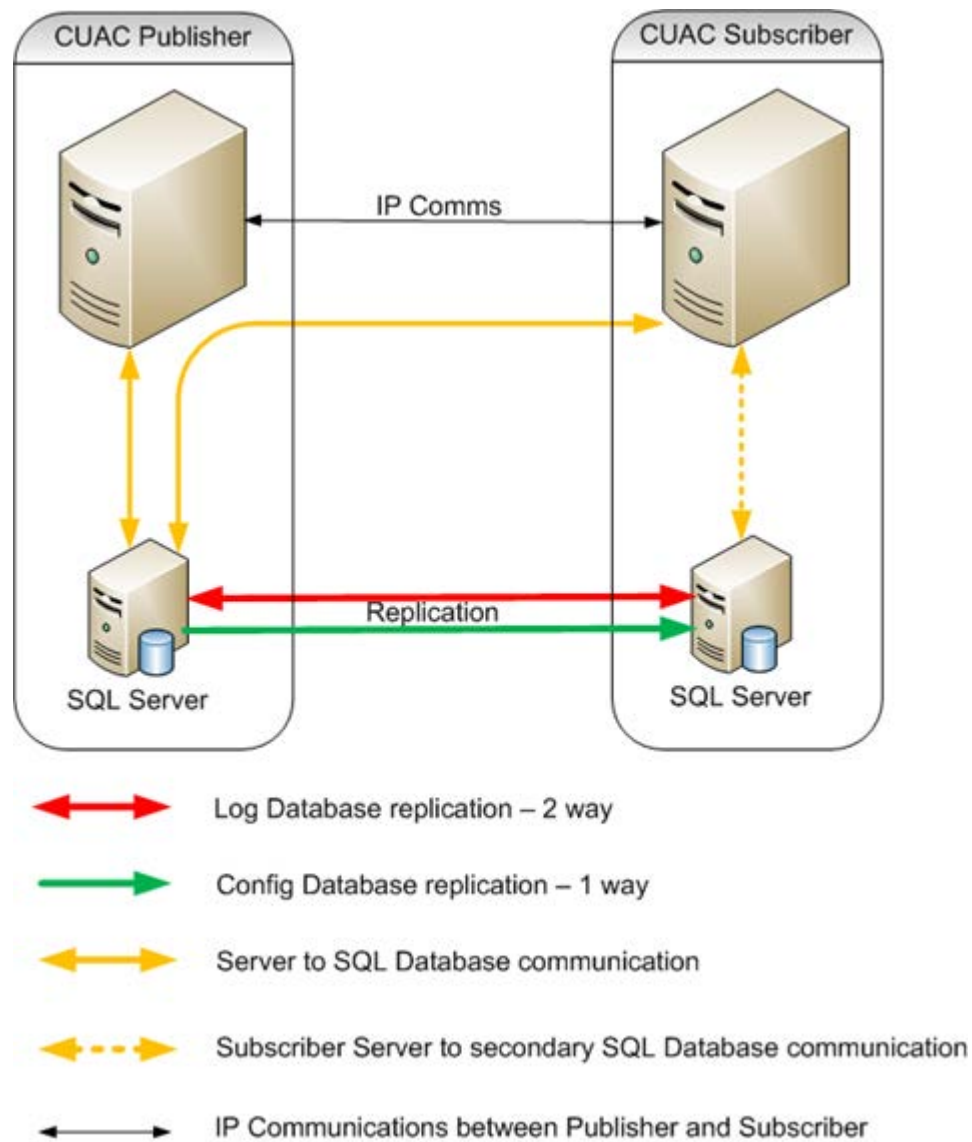 CUAC Publisher
CUAC Subscriber
IP Comms
Replication
SQL Server
SQL Server
Log Database replication – 2 way
Config Database replication – 1 way
Server to SQL Database communication
Subscriber Server to secondary SQL Database communication
IP Communications between Publisher and Subscriber